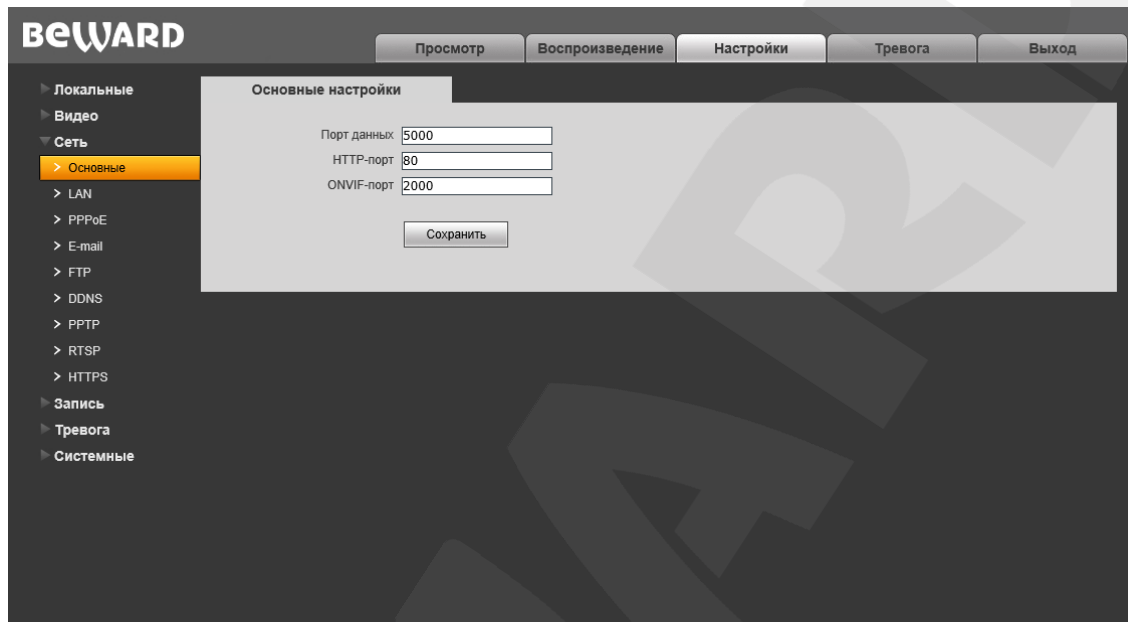 BEWARD
Просмотр
Воспроизведение
Настройки
Тревога
Выход
Локальные
Видео
Сеть
Основные
LAN
PPPoE
E-mail
FTP
DDNS
PPTP
RTSP
HTTPS
Запись
Тревога
Системные
Основные настройки
Порт данных 5000
HTTP-порт 80
ONVIF-порт 2000
Сохранить